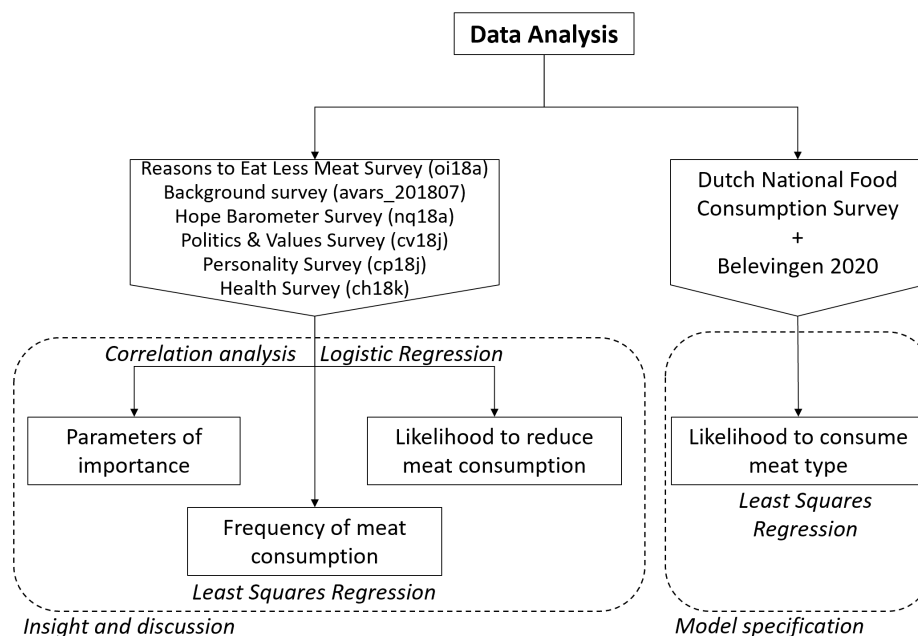 Data Analysis
Reasons to Eat Less Meat Survey (oi18a)
Background survey (avars_201807)
Hope Barometer Survey (nq18a)
Politics & Values Survey (cv18j)
Personality Survey (cp18j)
Health Survey (ch18k)
Dutch National Food
Consumption Survey
+
Belevingen 2020
Correlation analysis
Logistic Regression
Parameters of
importance
Likelihood to reduce
meat consumption
Frequency of meat
consumption
Least Squares Regression
Insight and discussion
Likelihood to consume
meat type
Least Squares
Regression
Model specification